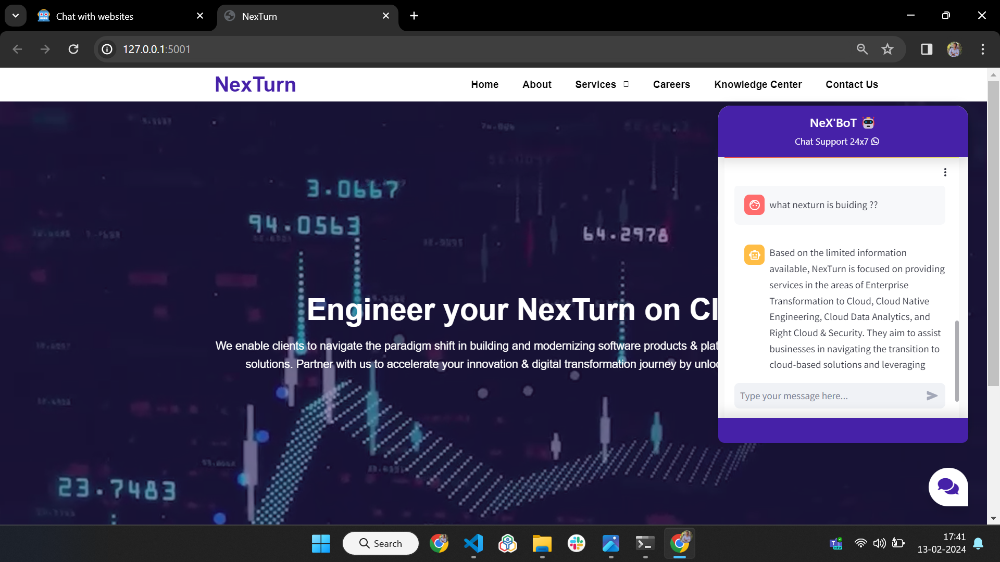 Chat with websites
NexTurn
127.0.0.1:5001
NexTurn
Home
About
Services
Careers
Knowledge Center
Contact Us
NeX'BoT
Chat Support 24x7
what nexturn is buiding ??
Based on the limited information
available, NexTurn is focused on providing
services in the areas of Enterprise
Transformation to Cloud, Cloud Native
Engineering, Cloud Data Analytics, and
Right Cloud & Security. They aim to assist
businesses in navigating the transition to
cloud-based solutions and leveraging
Type your message here...
3.0667
94.0563
64.2978
Engineer your NexTurn on Cl
We enable clients to navigate the paradigm shift in building and modernizing software products & plat
solutions. Partner with us to accelerate your innovation & digital transformation journey by unloc
23.7483
Search
NEW
17:41
13-02-2024